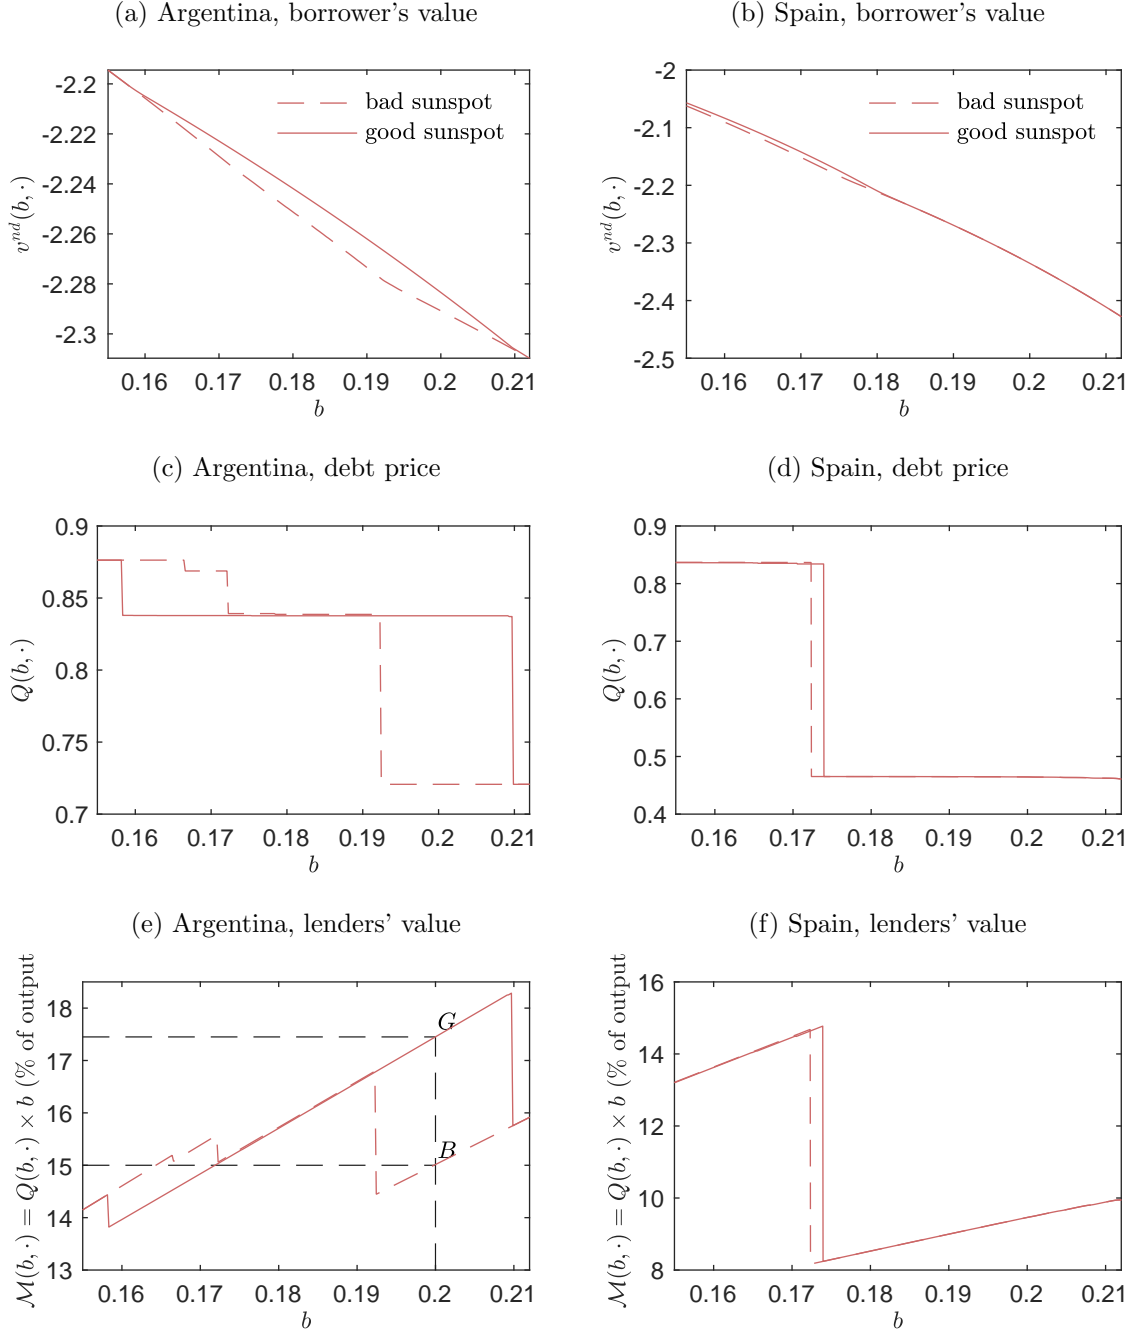 (a) Argentina, borrower's value
-2.2
-2.22
-2.24
-2.26
-2.28
-2.3
v^{nd}(b, ·)
bad sunspot
good sunspot
0.16 0.17 0.18 0.19 0.2 0.21
b
(b) Spain, borrower's value
-2
-2.1
-2.2
-2.3
-2.4
-2.5
v^{nd}(b, ·)
bad sunspot
good sunspot
0.16 0.17 0.18 0.19 0.2 0.21
b
(c) Argentina, debt price
0.9
0.85
0.8
0.75
0.7
Q(b, ·)
0.16 0.17 0.18 0.19 0.2 0.21
b
(d) Spain, debt price
0.9
0.8
0.7
0.6
0.5
0.4
Q(b, ·)
0.16 0.17 0.18 0.19 0.2 0.21
b
(e) Argentina, lenders' value
18
17
16
15
14
13
M(b, ·) = Q(b, ·) × b (% of output
G
B
0.16 0.17 0.18 0.19 0.2 0.21
b
(f) Spain, lenders' value
16
14
12
10
8
M(b, ·) = Q(b, ·) × b (% of output
0.16 0.17 0.18 0.19 0.2 0.21
b